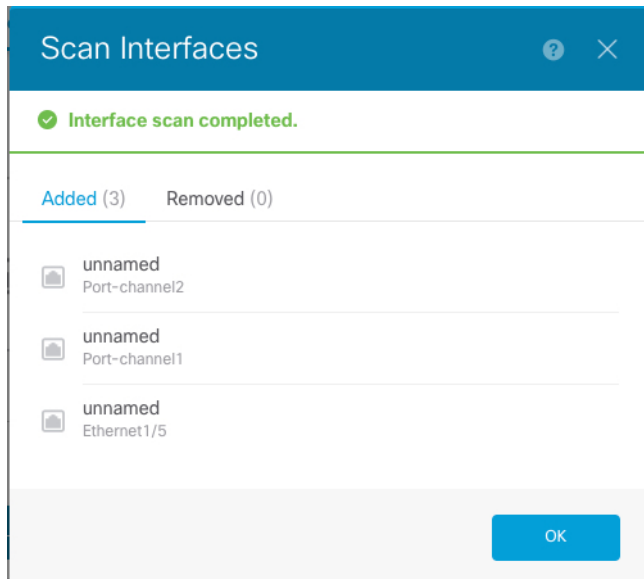 Scan Interfaces
Interface scan completed.
Added (3) Removed (0)
unnamed
Port-channel2
unnamed
Port-channel1
unnamed
Ethernet1/5
OK